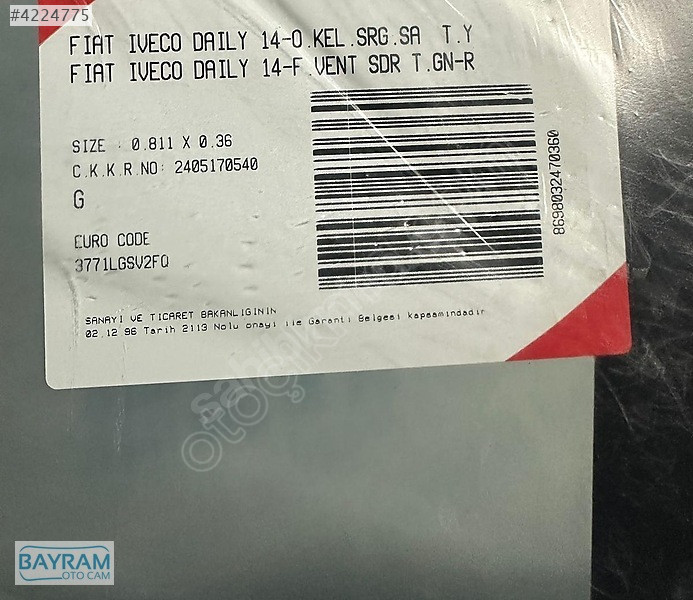 #4224775
FIAT IVECO DAILY 14-O.KEL.SRG.SA T.Y
FIAT IVECO DAILY 14-F.VENT SDR T.GN-R
SIZE : 0.811 X 0.36
C.K.K.R.NO: 2405170540
G
EURO CODE
3771LGSV2FQ
8698032470360
SANAYI VE TICARET BAKANLIGININ
02.12.96 Tarih 2113 Nolu onayi ile Garanti Belgesi kapsamindadir
BAYRAM
OTO CAM